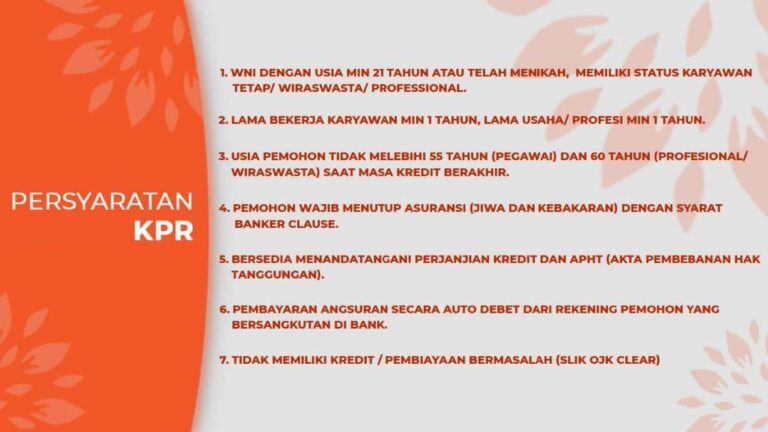 PERSYARATAN
KPR
1. WNI DENGAN USIA MIN 21 TAHUN ATAU TELAH MENIKAH, MEMILIKI STATUS KARYAWAN
TETAP/ WIRASWASTA/ PROFESSIONAL.
2. LAMA BEKERJA KARYAWAN MIN 1 TAHUN, LAMA USAHA/ PROFESI MIN 1 TAHUN.
3. USIA PEMOHON TIDAK MELEBIHI 55 TAHUN (PEGAWAI) DAN 60 TAHUN (PROFESIONAL/
WIRASWASTA) SAAT MASA KREDIT BERAKHIR.
4. PEMOHON WAJIB MENUTUP ASURANSI (JIWA DAN KEBAKARAN) DENGAN SYARAT
BANKER CLAUSE.
5. BERSEDIA MENANDATANGANI PERJANJIAN KREDIT DAN APHT (AKTA PEMBEBANAN HAK
TANGGUNGAN).
6. PEMBAYARAN ANGSURAN SECARA AUTO DEBET DARI REKENING PEMOHON YANG
BERSANGKUTAN DI BANK.
7. TIDAK MEMILIKI KREDIT / PEMBIAYAAN BERMASALAH (SLIK OJK CLEAR)